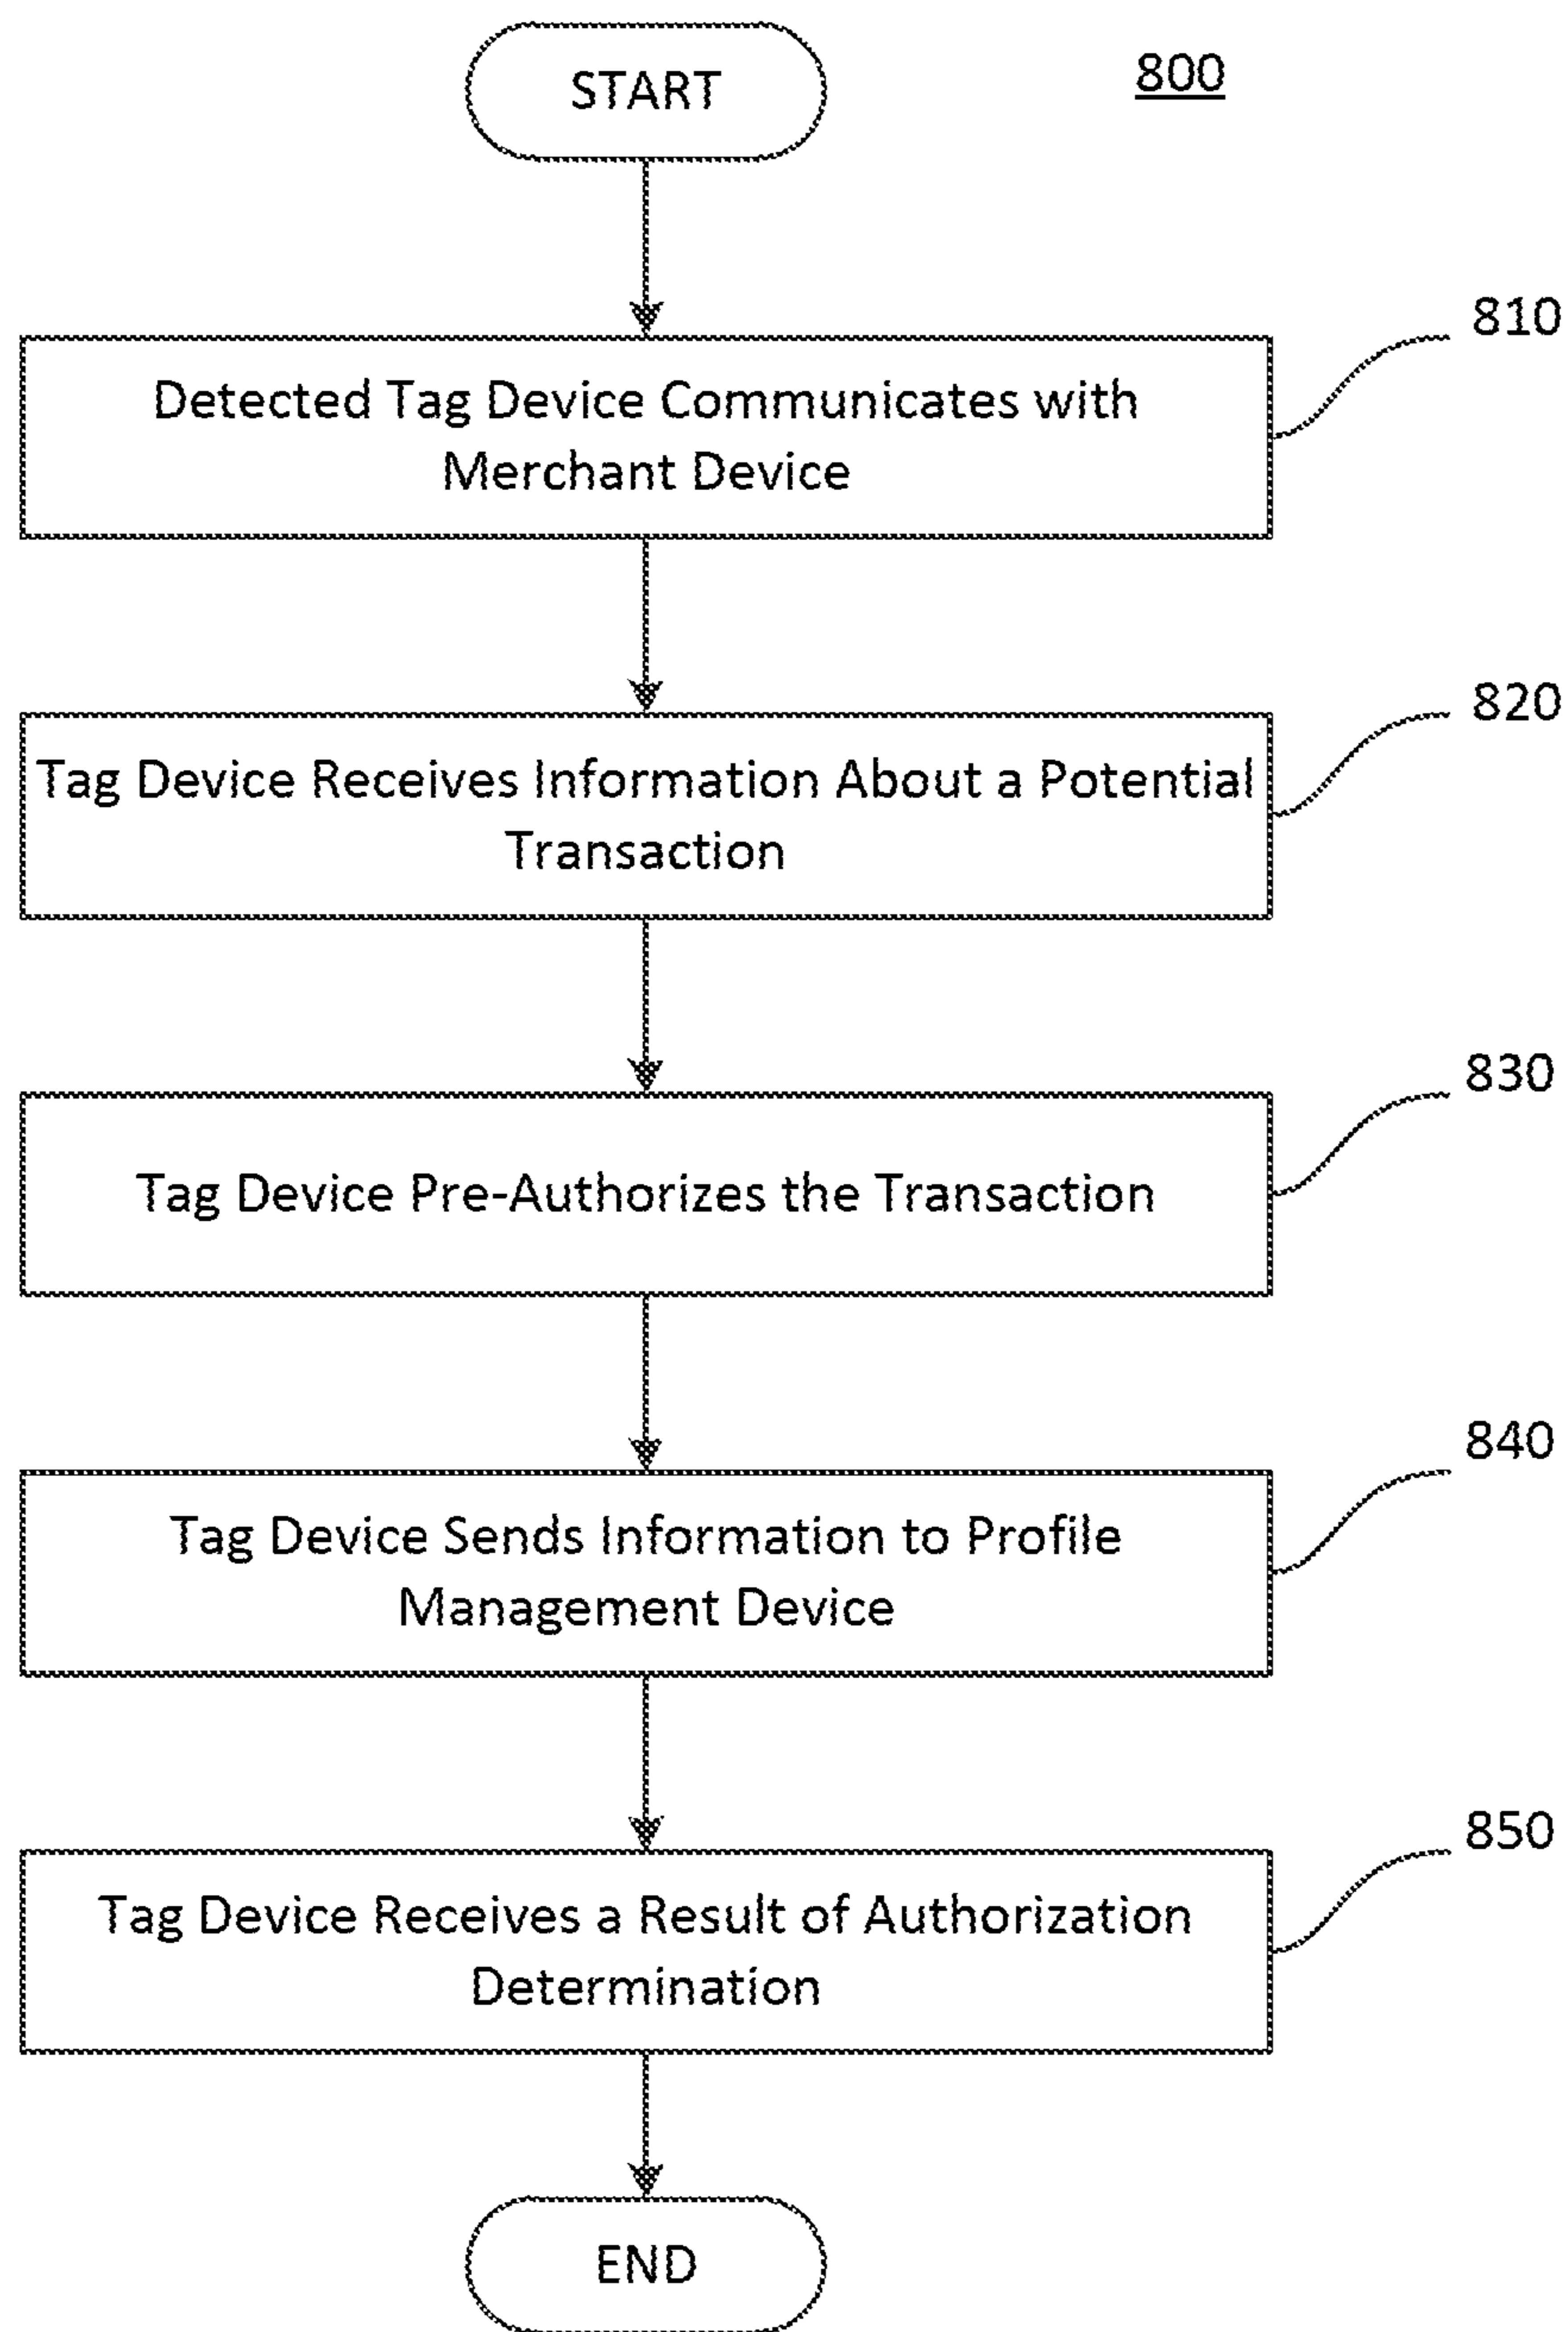 START
800
810
Detected Tag Device Communicates with
Merchant Device
820
Tag Device Receives Information About a Potential
Transaction
830
Tag Device Pre-Authorizes the Transaction
840
Tag Device Sends Information to Profile
Management Device
850
Tag Device Receives a Result of Authorization
Determination
END